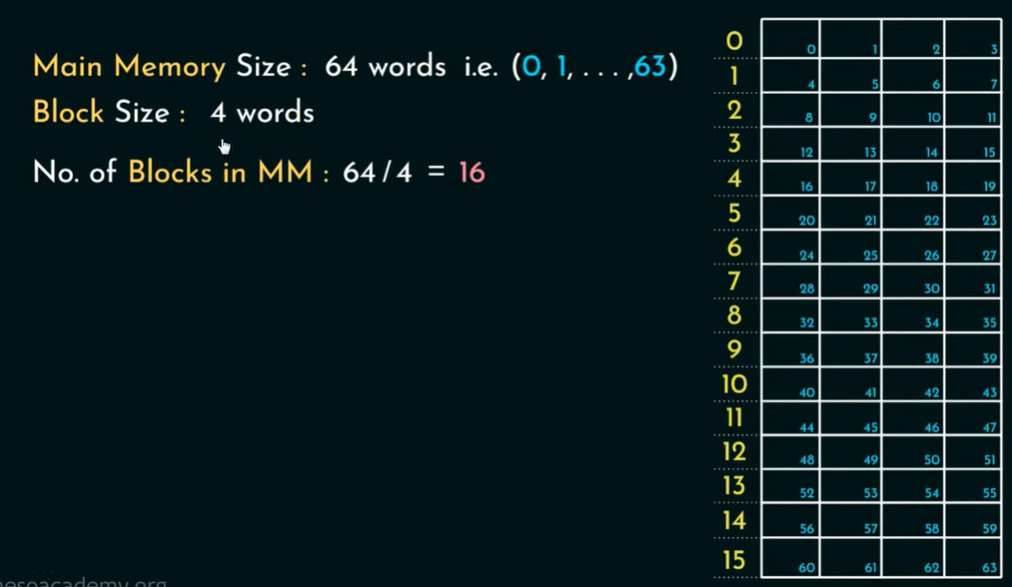 Main Memory Size : 64 words i.e. (0, 1, . . . ,63)
Block Size : 4 words
No. of Blocks in MM : 64/4 = 16
0 0 1 2 3
1 4 5 6 7
2 8 9 10 11
3 12 13 14 15
4 16 17 18 19
5 20 21 22 23
6 24 25 26 27
7 28 29 30 31
8 32 33 34 35
9 36 37 38 39
10 40 41 42 43
11 44 45 46 47
12 48 49 50 51
13 52 53 54 55
14 56 57 58 59
15 60 61 62 63
nesoacademy.org